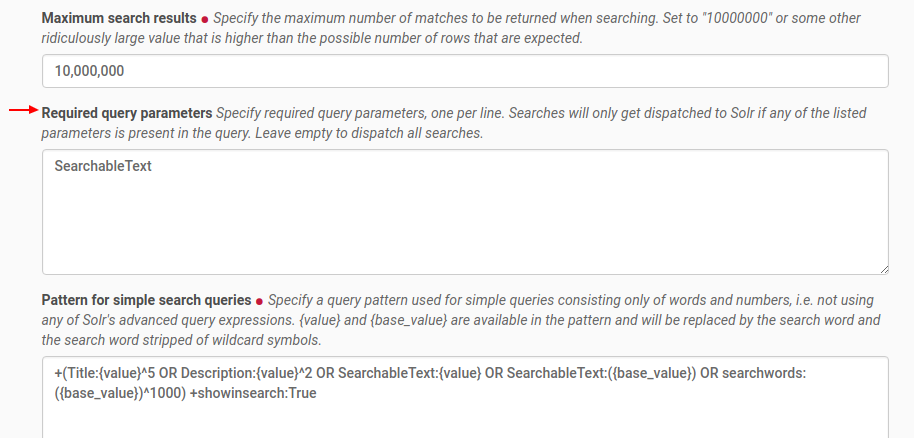 Maximum search results ● Specify the maximum number of matches to be returned when searching. Set to "10000000" or some other
ridiculously large value that is higher than the possible number of rows that are expected.
10,000,000
Required query parameters Specify required query parameters, one per line. Searches will only get dispatched to Solr if any of the listed
parameters is present in the query. Leave empty to dispatch all searches.
SearchableText
Pattern for simple search queries ● Specify a query pattern used for simple queries consisting only of words and numbers, i.e. not using
any of Solr's advanced query expressions. {value} and {base_value} are available in the pattern and will be replaced by the search word and
the search word stripped of wildcard symbols.
+(Title:{value}^5 OR Description:{value}^2 OR SearchableText:{value} OR SearchableText:({base_value}) OR searchwords:
({base_value})^1000) +showinsearch:True